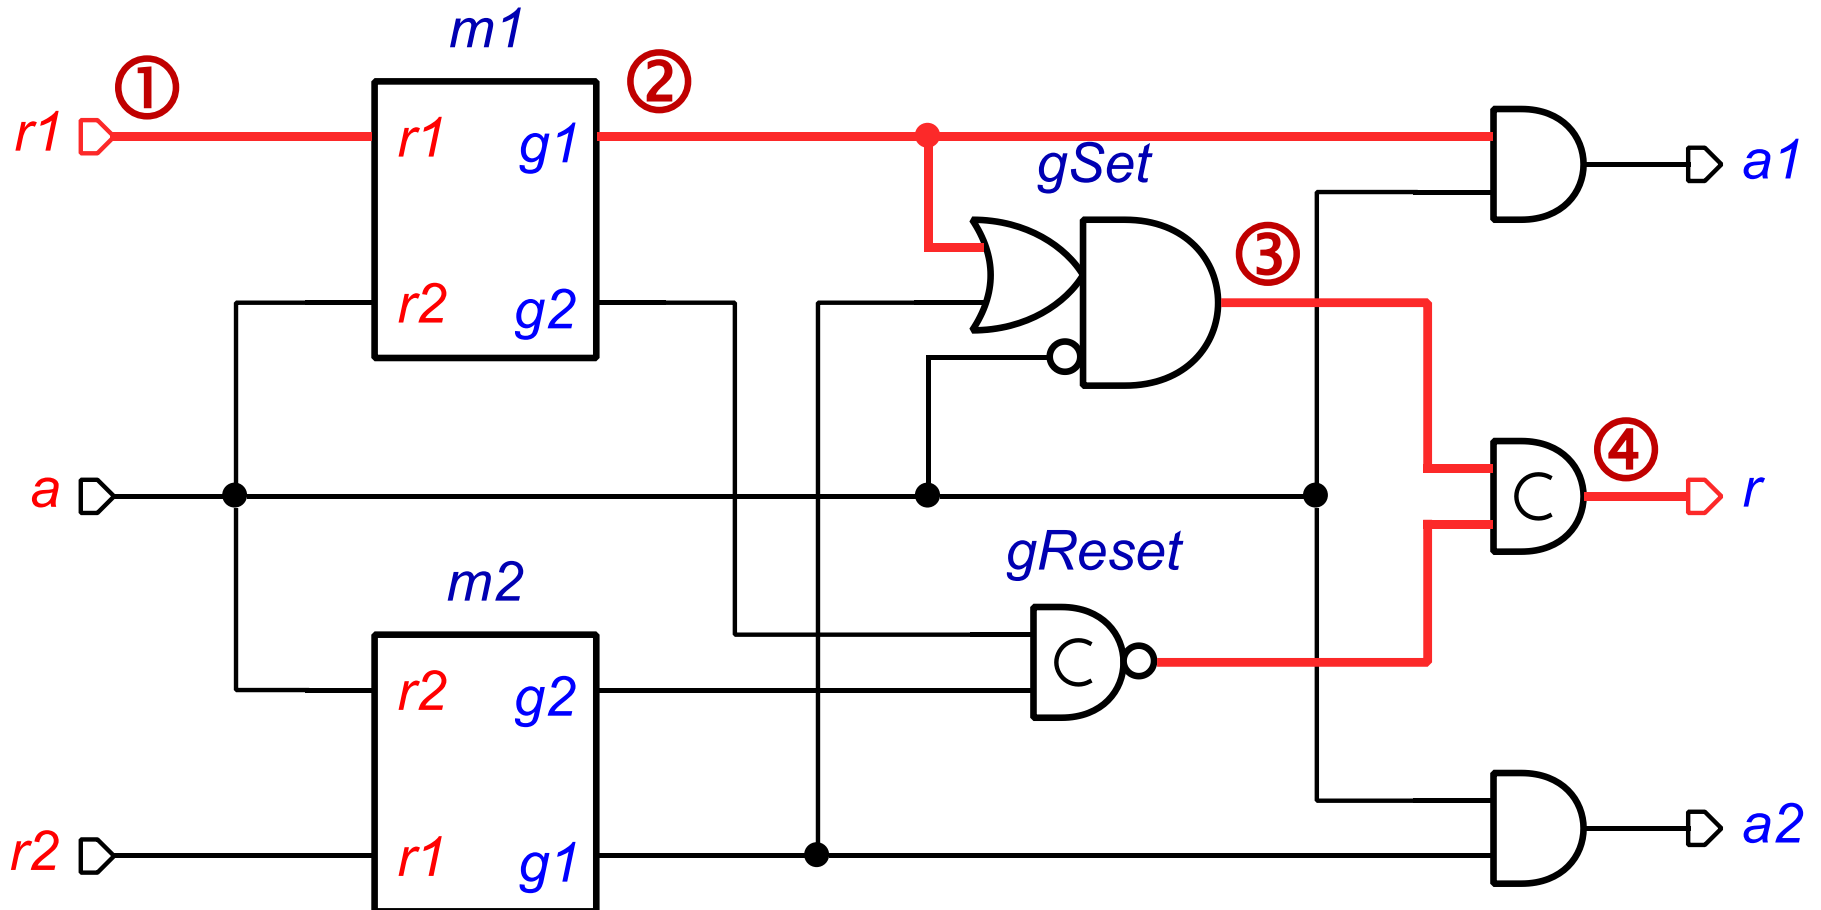 m1
① ②
r1 r1 g1 gSet a1
③
r2 g2
④
a C r
gReset
m2
C
r2 g2
a2
r2 r1 g1